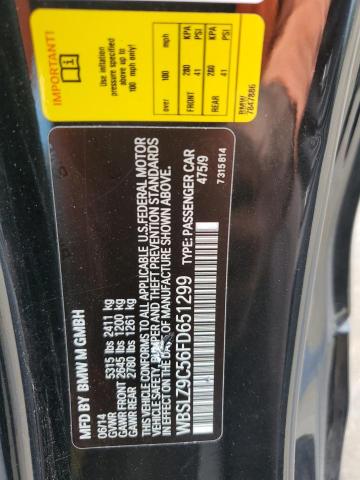 IMPORTANT!
Use inflation
pressure specified
above up to
100 mph only
over 100 mph
FRONT 280 KPA 41 PSI
REAR 280 KPA 41 PSI
BMW
7847886
MFD BY BMW M GMBH
06/14
GVWR 5315 lbs 2411 kg
GAWR FRONT 2645 lbs 1200 kg
GAWR REAR 2780 lbs 1261 kg
THIS VEHICLE CONFORMS TO ALL APPLICABLE U.S.FEDERAL MOTOR
VEHICLE SAFETY, BUMPER AND THEFT PREVENTION STANDARDS
IN EFFECT ON THE DATE OF MANUFACTURE SHOWN ABOVE.
WBSLZ9C56FD651299 TYPE: PASSENGER CAR
475/9
7 315 814